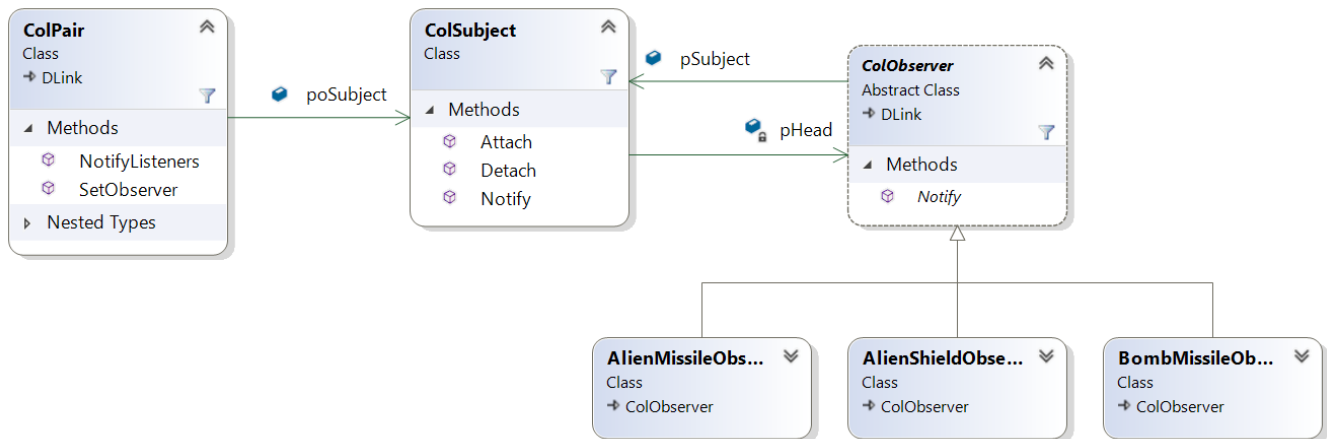 ColPair
Class
DLink
Methods
NotifyListeners
SetObserver
Nested Types
poSubject
ColSubject
Class
Methods
Attach
Detach
Notify
pSubject
pHead
ColObserver
Abstract Class
DLink
Methods
Notify
AlienMissileObs...
Class
ColObserver
AlienShieldObse...
Class
ColObserver
BombMissileOb...
Class
ColObserver